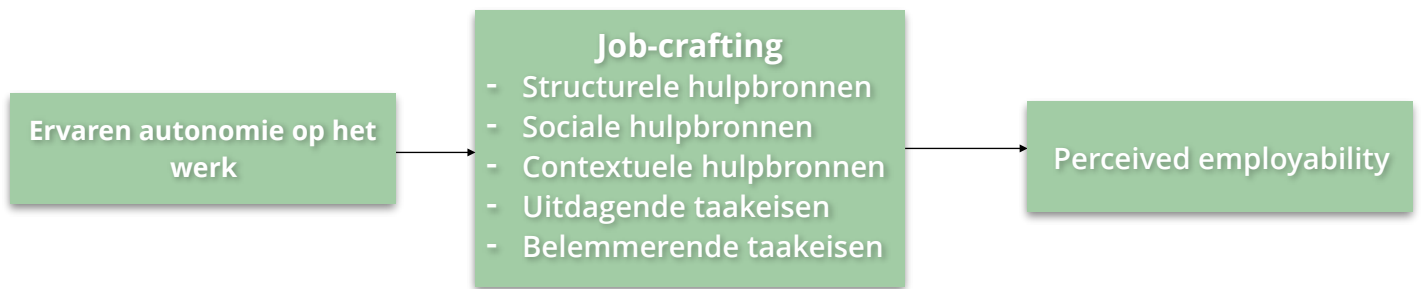 Ervaren autonomie op het
werk
Job-crafting
- Structurele hulpbronnen
- Sociale hulpbronnen
- Contextuele hulpbronnen
- Uitdagende taakeisen
- Belemmerende taakeisen
Perceived employability